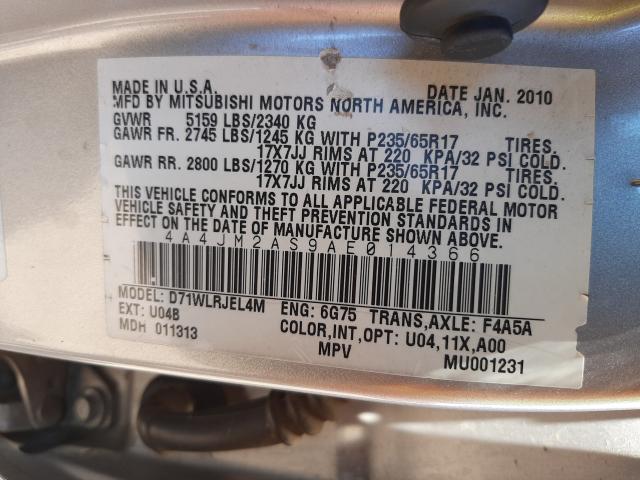 MADE IN U.S.A. DATE JAN. 2010
MFD BY MITSUBISHI MOTORS NORTH AMERICA, INC.
GVWR 5159 LBS/2340 KG
GAWR FR. 2745 LBS/1245 KG WITH P235/65R17 TIRES.
17X7JJ RIMS AT 220 KPA/32 PSI COLD.
GAWR RR. 2800 LBS/1270 KG WITH P235/65R17 TIRES.
17X7JJ RIMS AT 220 KPA/32 PSI COLD.
THIS VEHICLE CONFORMS TO ALL APPLICABLE FEDERAL MOTOR
VEHICLE SAFETY AND THEFT PREVENTION STANDARDS IN
EFFECT ON THE DATE OF MANUFACTURE SHOWN ABOVE.
4A4JM2AS9AE014366
MODEL: D71WLRJEL4M ENG: 6G75 TRANS,AXLE: F4A5A
EXT: U04B COLOR,INT,OPT: U04,11X,A00
MDH 011313 MPV MU001231